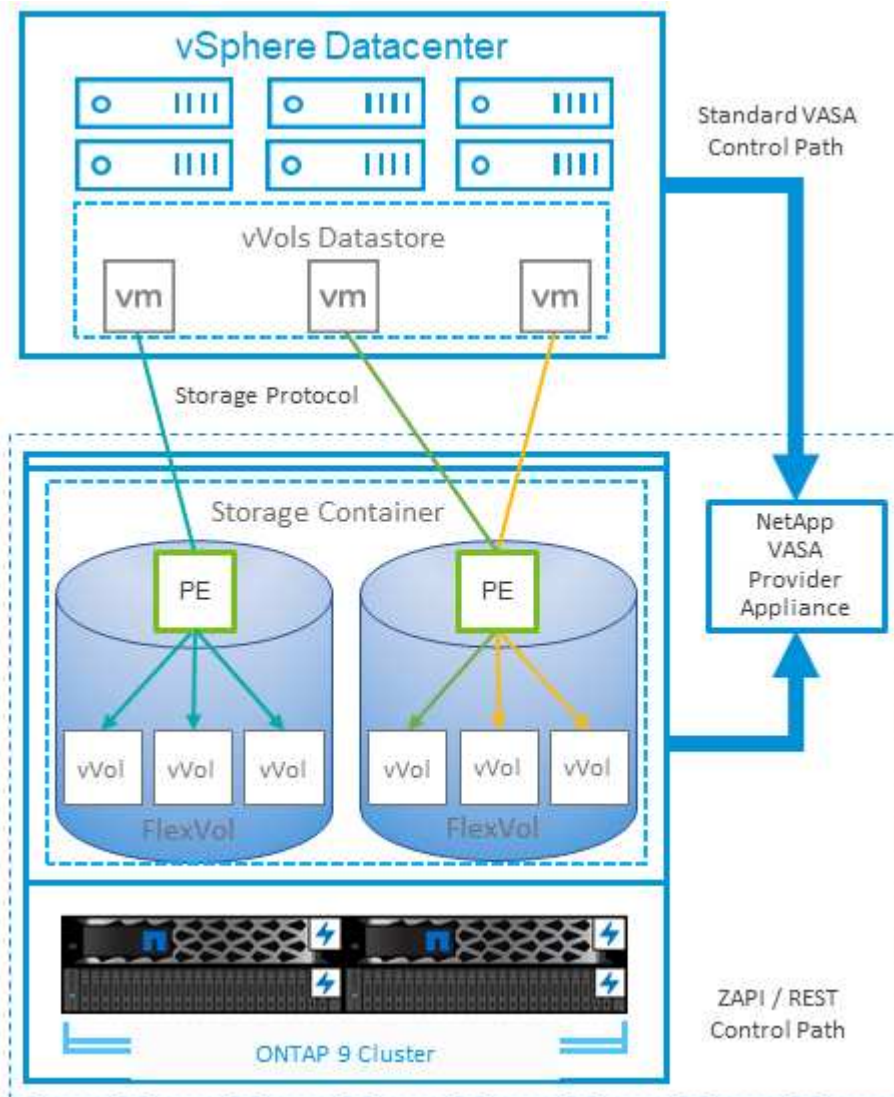 vSphere Datacenter
Standard VASA
Control Path
vVols Datastore
vm
vm
vm
Storage Protocol
Storage Container
NetApp
VASA
Provider
Appliance
PE
PE
vVol
vVol
vVol
vVol
vVol
vVol
FlexVol
FlexVol
ZAPI / REST
Control Path
ONTAP 9 Cluster